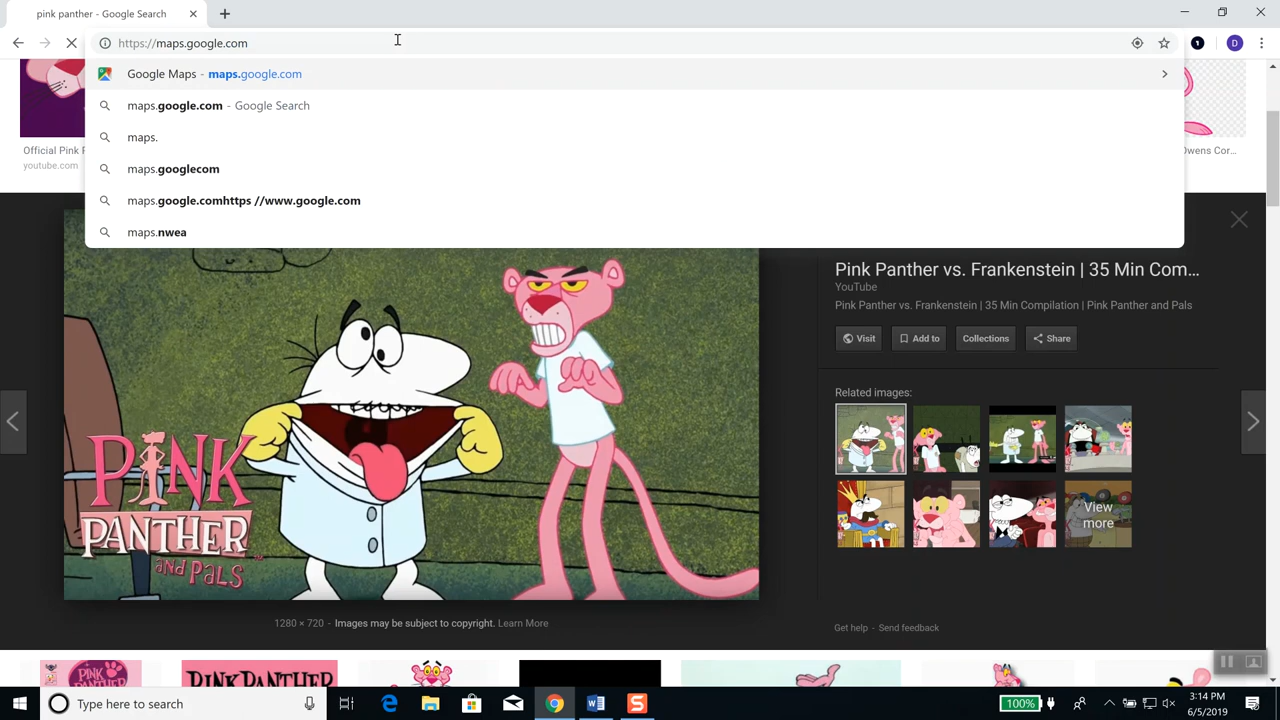 pink panther - Google Search
https://maps.google.com
Google Maps - maps.google.com
maps.google.com - Google Search
maps.
maps.googlecom
maps.google.comhttps //www.google.com
maps.nwea
1
D
Official Pink
youtube.com
Owens Cor...
PINK
PANTHER
and PALS
Pink Panther vs. Frankenstein | 35 Min Com...
YouTube
Pink Panther vs. Frankenstein | 35 Min Compilation | Pink Panther and Pals
Visit
Add to
Collections
Share
Related images:
View
more
1280 × 720 - Images may be subject to copyright. Learn More
Get help - Send feedback
PINK
PANTHER
PINK PANTHER
Type here to search
100%
3:14 PM
6/5/2019